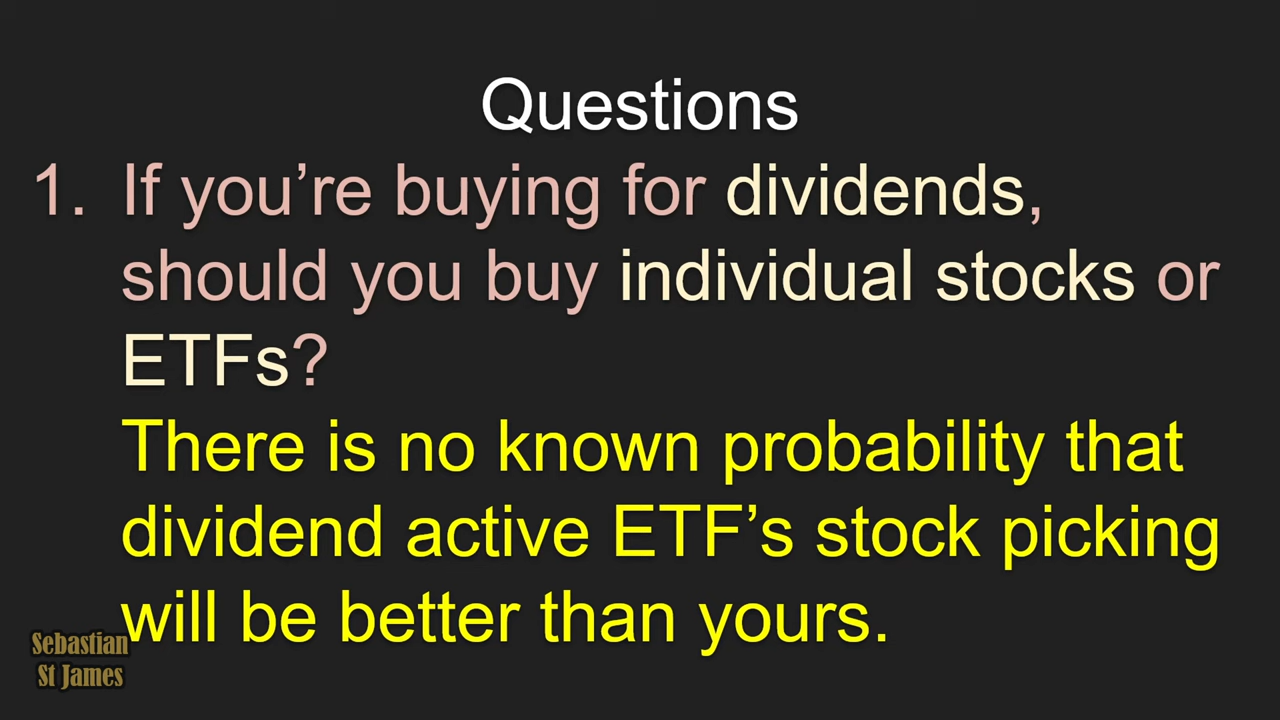 Questions
1. If you’re buying for dividends,
should you buy individual stocks or
ETFs?
There is no known probability that
dividend active ETF’s stock picking
will be better than yours.
Sebastian
St James